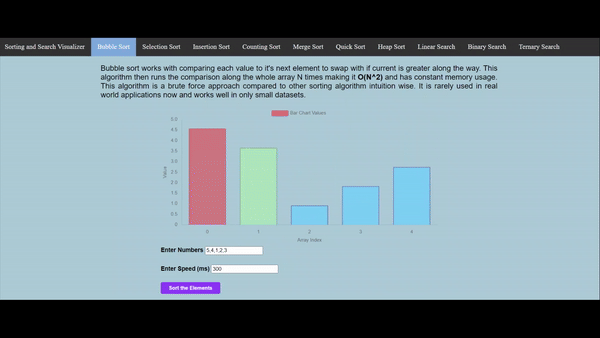 Sorting and Search Visualizer Bubble Sort Selection Sort Insertion Sort Counting Sort Merge Sort Quick Sort Heap Sort Linear Search Binary Search Ternary Search
Bubble sort works with comparing each value to it's next element to swap with if current is greater along the way. This
algorithm then runs the comparison along the whole array N times making it O(N^2) and has constant memory usage.
This algorithm is a brute force approach compared to other sorting algorithm intuition wise. It is rarely used in real
world applications now and works well in only small datasets.
Bar Chart Values
5.0
4.5
4.0
3.5
3.0
2.5
2.0
1.5
1.0
0.5
0
Value
0 1 2 3 4
Array Index
Enter Numbers 5,4,1,2,3
Enter Speed (ms) 300
Sort the Elements